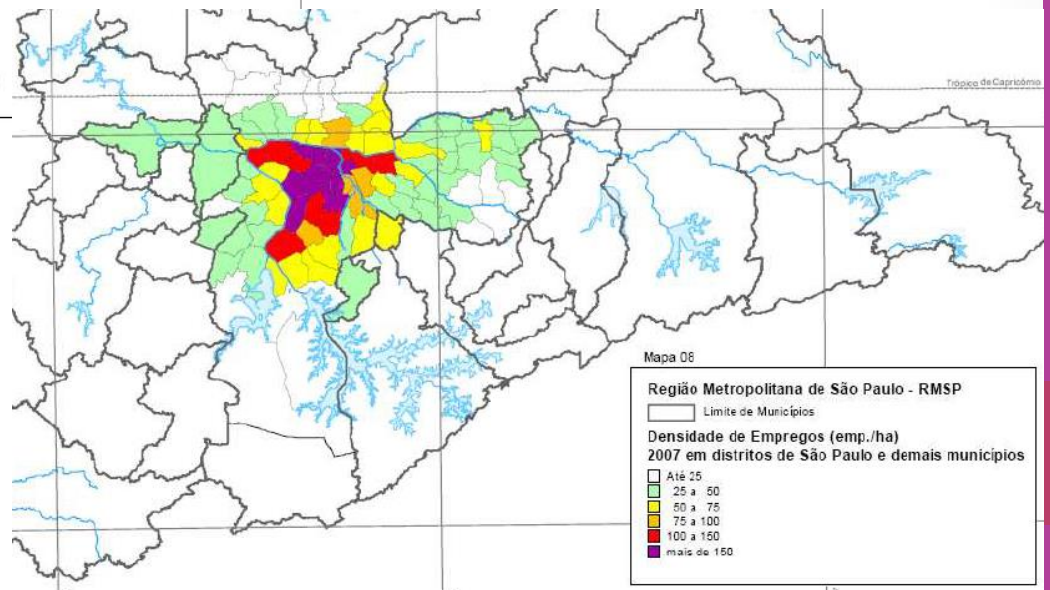 Trópico de Capricórnio
Mapa 08
Região Metropolitana de São Paulo - RMSP
Limite de Municípios
Densidade de Empregos (emp./ha)
2007 em distritos de São Paulo e demais municípios
Até 25
25 a 50
50 a 75
75 a 100
100 a 150
mais de 150